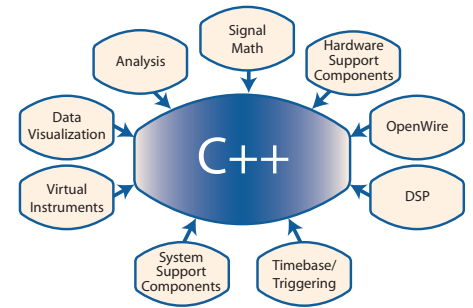 Signal
Math
Hardware
Support
Components
Analysis
Data
Visualization
OpenWire
C++
Virtual
Instruments
DSP
System
Support
Components
Timebase/
Triggering